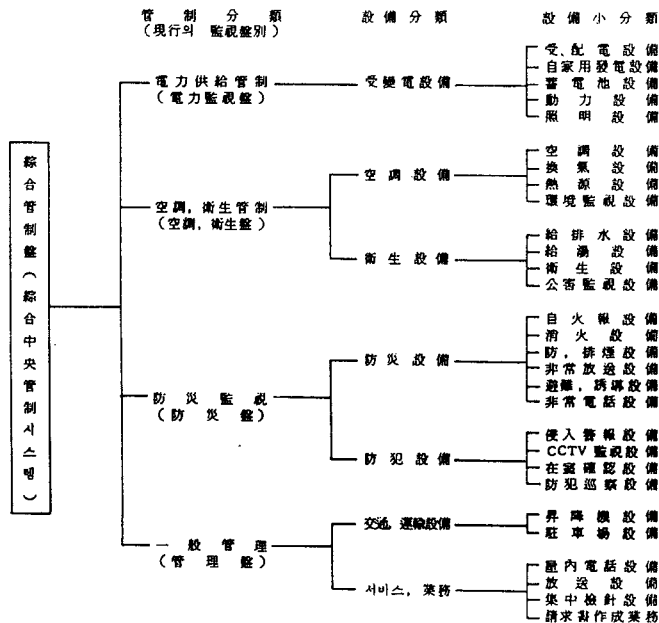 管制分類 設備分類 設備小分類
(現行의 監視盤別)
綜合管制盤(綜合中央管制시스템)
電力供給管制
(電力監視盤)
受變電設備
受、配電設備
自家用發電設備
蓄電池設備
動力設備
照明設備
空調, 衛生管制
(空調, 衛生盤)
空調設備
空調設備
換氣設備
熱源設備
環境監視設備
衛生設備
給排水設備
給湯設備
衛生設備
公害監視設備
防災監視
(防災盤)
防災設備
自火報設備
消火設備
防, 排煙設備
非常放送設備
避難, 誘導設備
非常電話設備
防犯設備
侵入警報設備
CCTV監視設備
在室確認設備
防犯巡察設備
一般管理
(管理盤)
交通, 運輸設備
昇降機設備
駐車場設備
서비스, 業務
屋內電話設備
放送設備
集中檢針設備
請求書作成業務